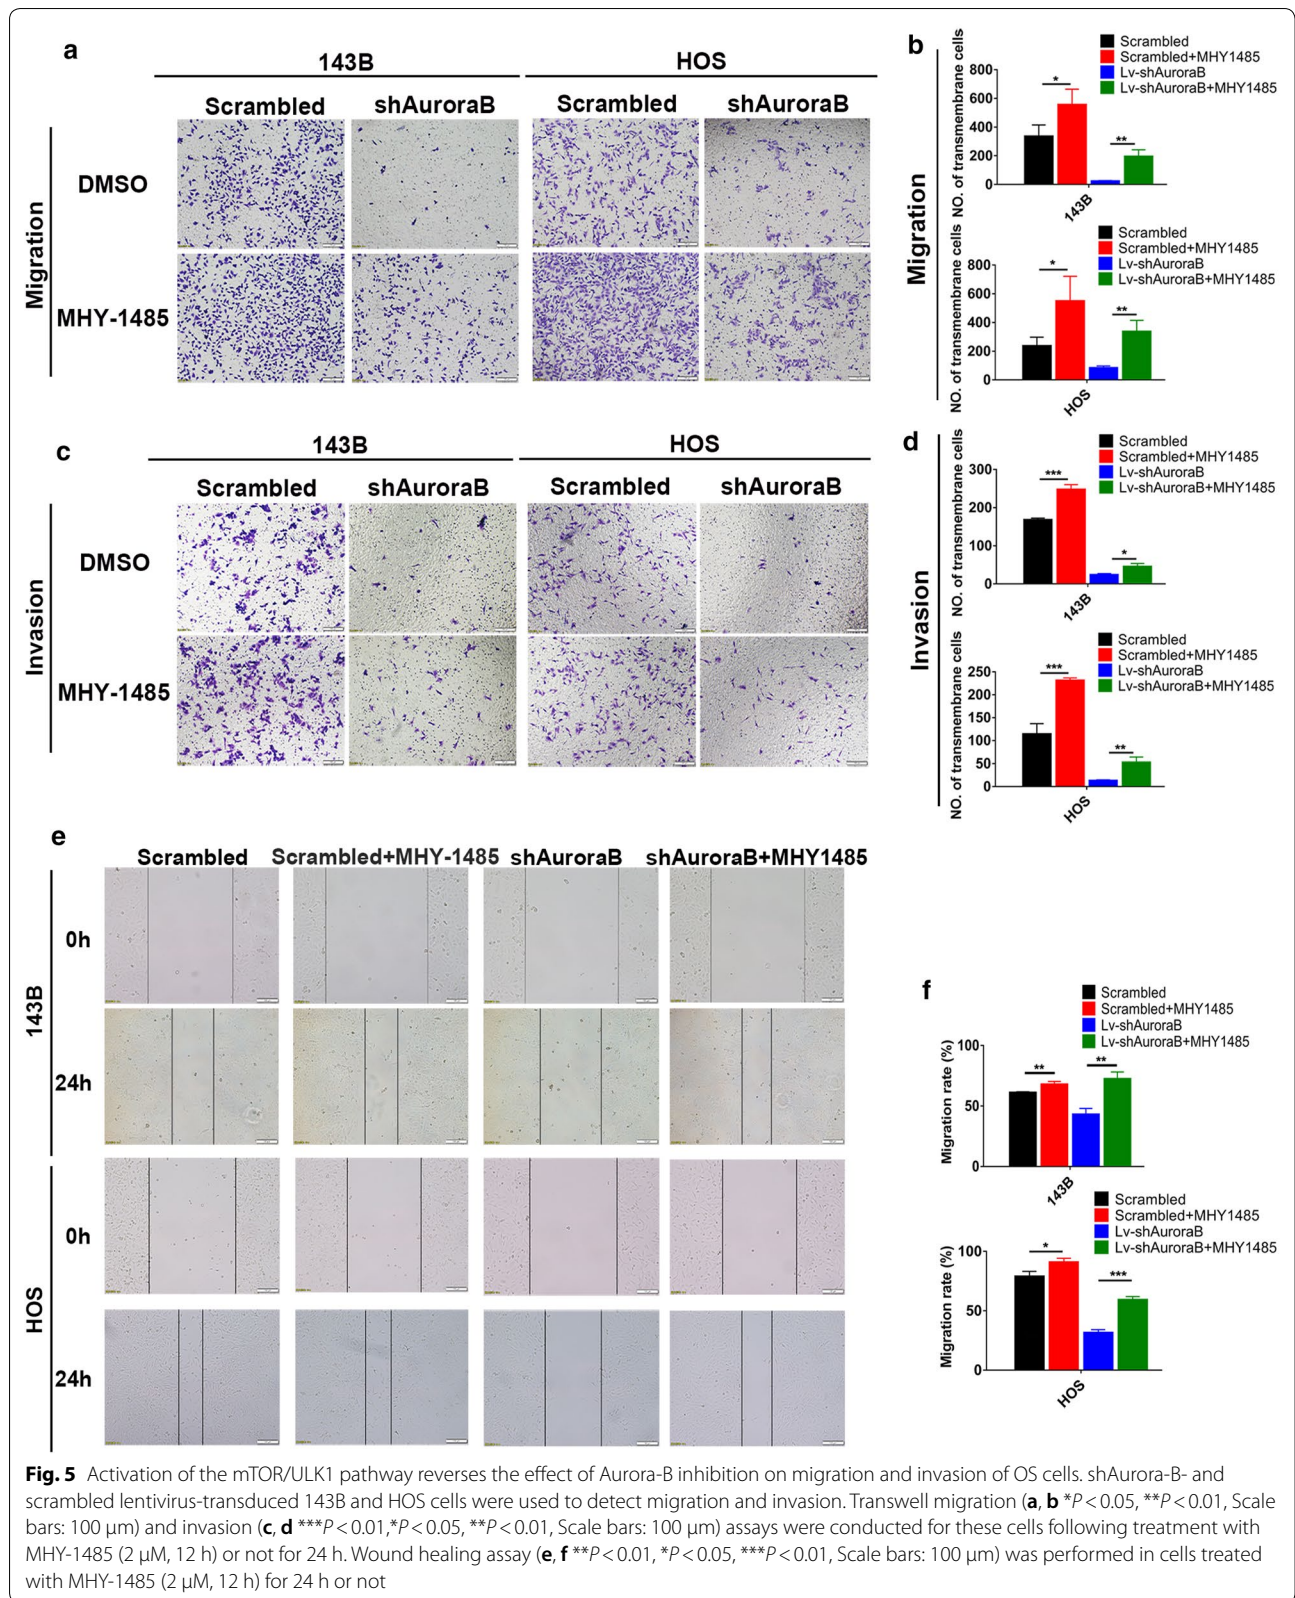 a
143B HOS
Scrambled shAuroraB Scrambled shAuroraB
Migration
DMSO
MHY-1485
b
Migration
Scrambled
Scrambled+MHY1485
Lv-shAuroraB
Lv-shAuroraB+MHY1485
NO. of transmembrane cells
800
600
400
200
0
*
**
143B
Scrambled
Scrambled+MHY1485
Lv-shAuroraB
Lv-shAuroraB+MHY1485
NO. of transmembrane cells
800
600
400
200
0
*
**
HOS
c
143B HOS
Scrambled shAuroraB Scrambled shAuroraB
Invasion
DMSO
MHY-1485
d
Invasion
Scrambled
Scrambled+MHY1485
Lv-shAuroraB
Lv-shAuroraB+MHY1485
NO. of transmembrane cells
300
200
100
0
***
*
143B
Scrambled
Scrambled+MHY1485
Lv-shAuroraB
Lv-shAuroraB+MHY1485
NO. of transmembrane cells
250
200
150
100
50
0
***
**
HOS
e
Scrambled Scrambled+MHY-1485 shAuroraB shAuroraB+MHY1485
143B
0h
24h
HOS
0h
24h
f
Scrambled
Scrambled+MHY1485
Lv-shAuroraB
Lv-shAuroraB+MHY1485
Migration rate (%)
100
50
0
**
**
143B
Scrambled
Scrambled+MHY1485
Lv-shAuroraB
Lv-shAuroraB+MHY1485
Migration rate (%)
100
50
0
*
***
HOS
Fig. 5 Activation of the mTOR/ULK1 pathway reverses the effect of Aurora-B inhibition on migration and invasion of OS cells. shAurora-B- and
scrambled lentivirus-transduced 143B and HOS cells were used to detect migration and invasion. Transwell migration (a, b *P < 0.05, **P < 0.01, Scale
bars: 100 µm) and invasion (c, d ***P < 0.01,*P < 0.05, **P < 0.01, Scale bars: 100 µm) assays were conducted for these cells following treatment with
MHY-1485 (2 µM, 12 h) or not for 24 h. Wound healing assay (e, f **P < 0.01, *P < 0.05, ***P < 0.01, Scale bars: 100 µm) was performed in cells treated
with MHY-1485 (2 µM, 12 h) for 24 h or not